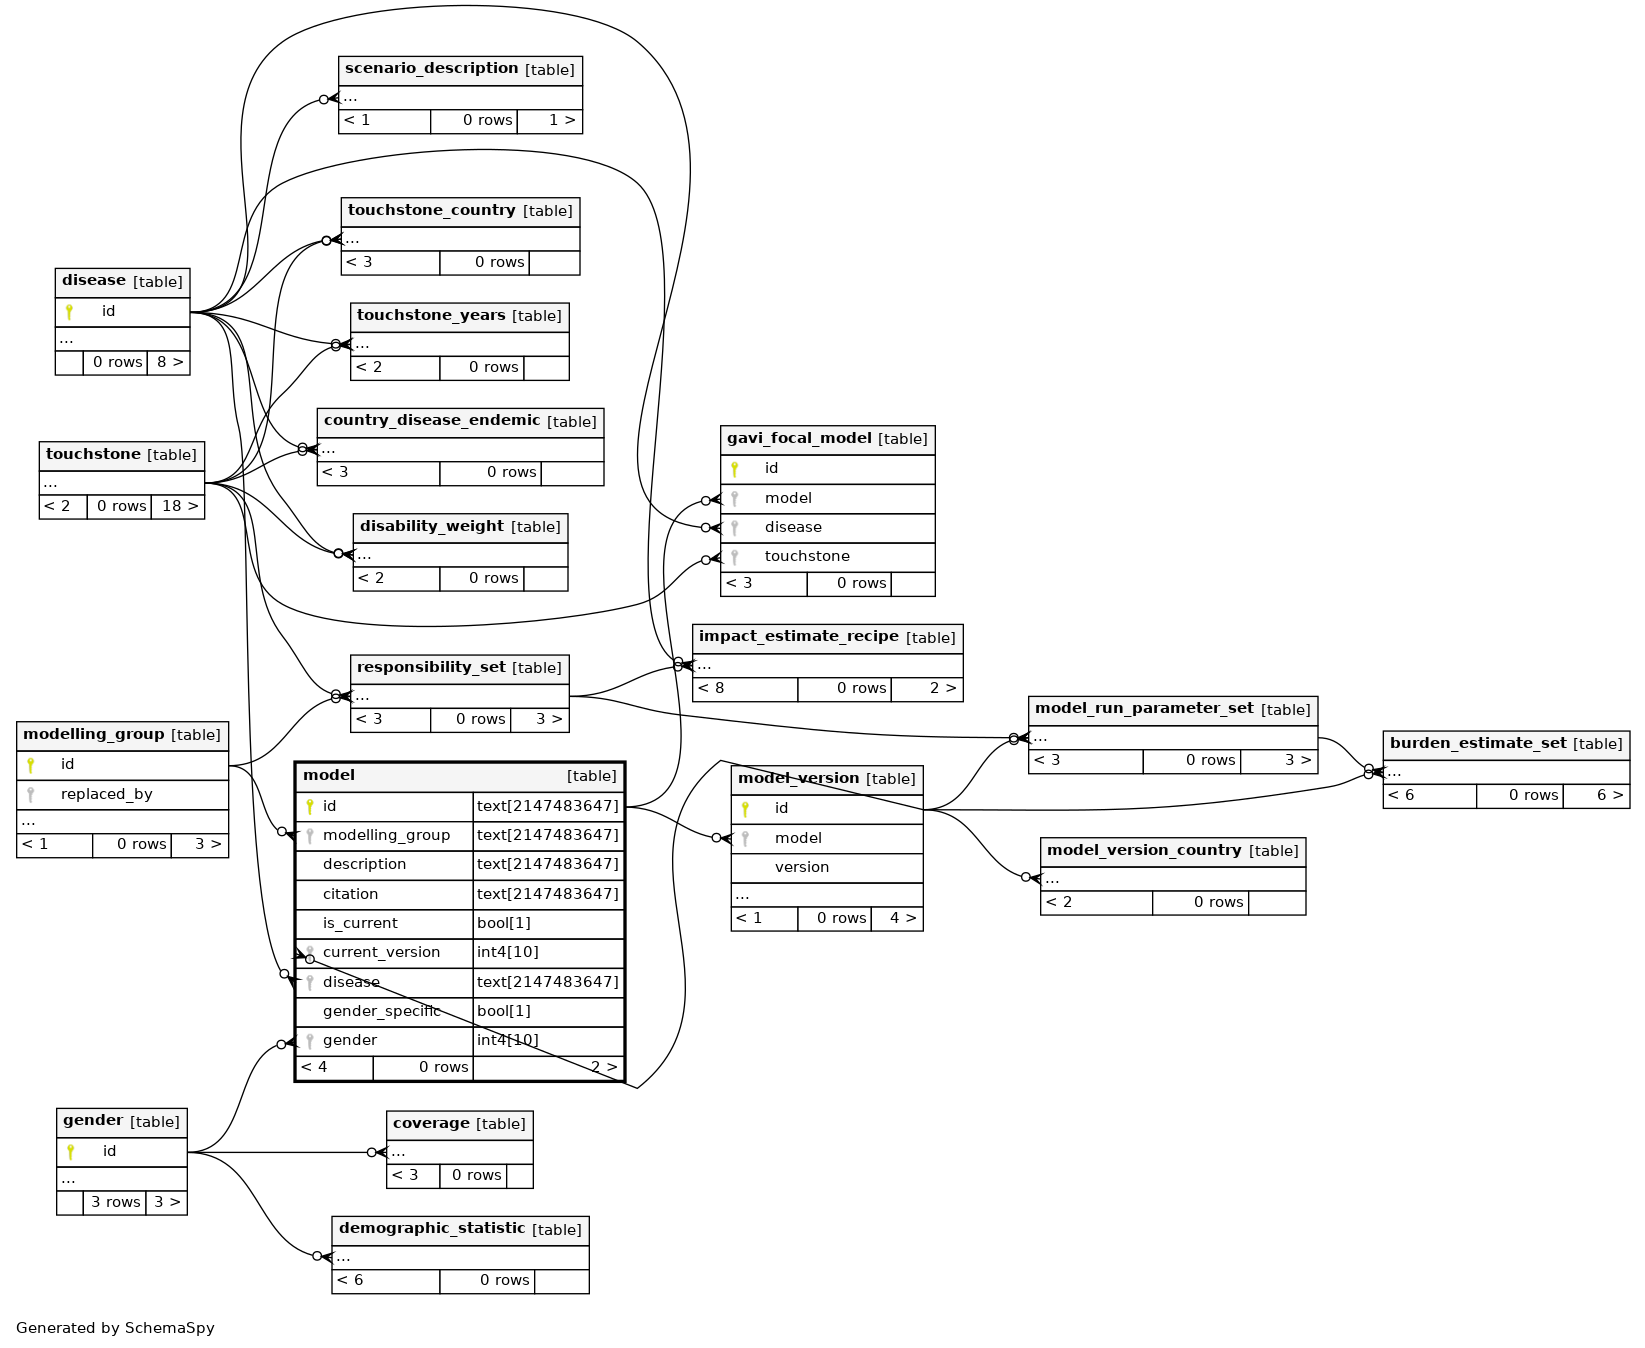 scenario_description [table]
...
< 1 0 rows 1 >
touchstone_country [table]
...
< 3 0 rows
disease [table]
id
...
0 rows 8 >
touchstone_years [table]
...
< 2 0 rows
country_disease_endemic [table]
...
< 3 0 rows
touchstone [table]
...
< 2 0 rows 18 >
gavi_focal_model [table]
id
model
disease
touchstone
< 3 0 rows
disability_weight [table]
...
< 2 0 rows
impact_estimate_recipe [table]
...
< 8 0 rows 2 >
responsibility_set [table]
...
< 3 0 rows 3 >
model_run_parameter_set [table]
...
< 3 0 rows 3 >
burden_estimate_set [table]
...
< 6 0 rows 6 >
modelling_group [table]
id
replaced_by
...
< 1 0 rows 3 >
model [table]
id text[2147483647]
modelling_group text[2147483647]
description text[2147483647]
citation text[2147483647]
is_current bool[1]
current_version int4[10]
disease text[2147483647]
gender_specific bool[1]
gender int4[10]
< 4 0 rows 2 >
model_version [table]
id
model
version
...
< 1 0 rows 4 >
model_version_country [table]
...
< 2 0 rows
gender [table]
id
...
3 rows 3 >
coverage [table]
...
< 3 0 rows
demographic_statistic [table]
...
< 6 0 rows
Generated by SchemaSpy